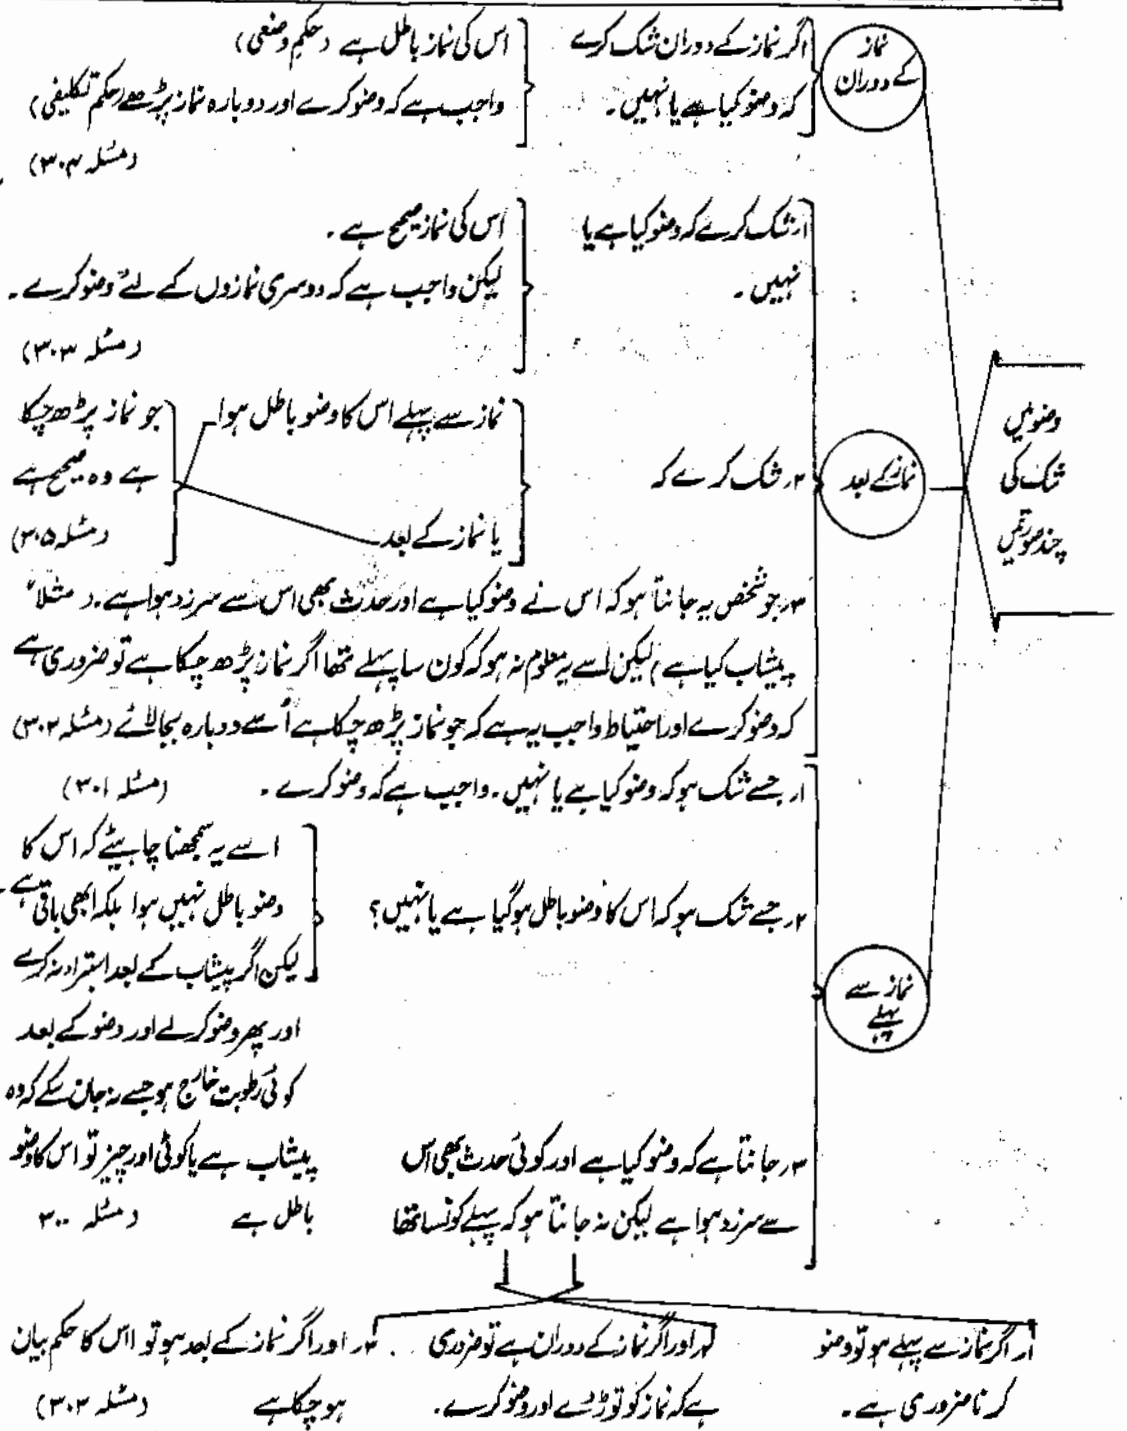 وضو میں
شک کی
چند صورتیں
نماز
کے دوران
اگر نماز کے دوران شک کرے
کہ وضو کیا ہے یا نہیں۔
اس کی نماز باطل ہے (حکم وضعی)
واجب ہے کہ وضو کرے اور دوبارہ نماز پڑھے (حکم تکلیفی)
(مسئلہ ۳۰۴)
نماز کے بعد
۱۔ شک کرے کہ وضو کیا ہے یا
نہیں۔
اس کی نماز صحیح ہے۔
لیکن واجب ہے کہ دوسری نمازوں کے لئے وضو کرے۔
(مسئلہ ۳۰۳)
۲۔ شک کرے کہ
نماز سے پہلے اس کا وضو باطل ہوا
یا نماز کے بعد
جو نماز پڑھ چکا
ہے وہ صحیح ہے
(مسئلہ ۳۰۵)
۳۔ جو شخص یہ جانتا ہو کہ اس نے وضو کیا ہے اور حدث بھی اس سے سرزد ہوا ہے۔ (مثلاً
پیشاب کیا ہے) لیکن اسے یہ معلوم نہ ہو کہ کون سا پہلے تھا اگر نماز پڑھ چکا ہے تو ضروری ہے
کہ وضو کرے اور احتیاط واجب یہ ہے کہ جو نماز پڑھ چکا ہے اُسے دوبارہ بجا لائے (مسئلہ ۳۰۲)
نماز سے
پہلے
۱۔ جسے شک ہو کہ وضو کیا ہے یا نہیں۔ واجب ہے کہ وضو کرے۔ (مسئلہ ۳۰۱)
۲۔ جسے شک ہو کہ اس کا وضو باطل ہو گیا ہے یا نہیں؟
اسے یہ سمجھنا چاہیئے کہ اس کا
وضو باطل نہیں ہوا بلکہ ابھی باقی ہے۔
لیکن اگر پیشاب کے بعد استبراء نہ کرے
اور پھر وضو کرلے اور وضو کے بعد
کوئی رطوبت خارج ہو جسے نہ جان سکے کہ وہ
پیشاب ہے یا کوئی اور چیز تو اس کا وضو
باطل ہے (مسئلہ ۳۰۰
۳۔ جانتا ہے کہ وضو کیا ہے اور کوئی حدث بھی اس
سے سرزد ہوا ہے لیکن نہ جانتا ہو کہ پہلے کونسا تھا
۱۔ اگر نماز سے پہلے ہو تو وضو
کرنا ضروری ہے۔
۲۔ اور اگر نماز کے دوران ہے تو ضروری
ہے کہ نماز کو توڑ دے اور وضو کرے۔
۳۔ اور اگر نماز کے بعد ہو تو اس کا حکم بیان
ہو چکا ہے (مسئلہ ۳۰۲)